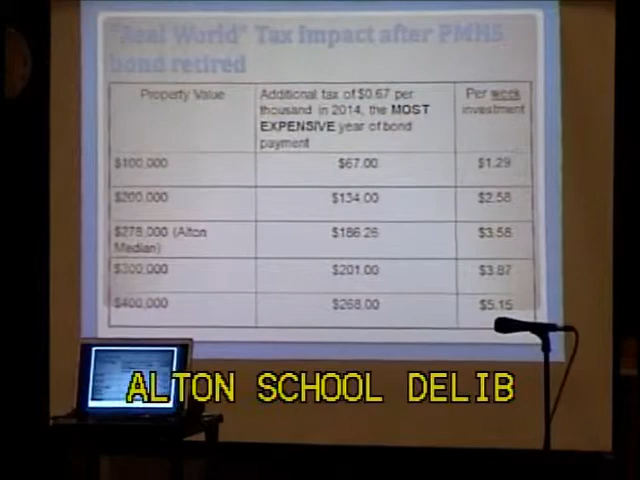 "Real World" Tax Impact after PMHS
bond retired
Property Value
Additional tax of $0.67 per
thousand in 2014, the MOST
EXPENSIVE year of bond
payment
Per week
investment
$100,000 $67.00 $1.29
$200,000 $134.00 $2.58
$278,000 (Alton
Median) $186.26 $3.58
$300,000 $201.00 $3.87
$400,000 $268.00 $5.15
ALTON SCHOOL DELIB